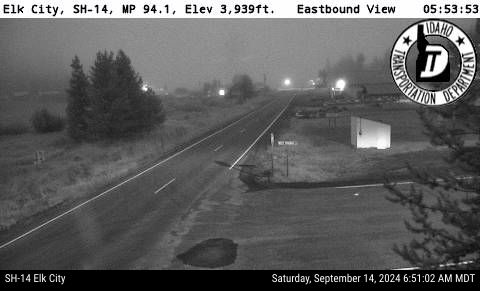 Elk City, SH-14, MP 94.1, Elev 3,939ft. Eastbound View 05:53:53
IDAHO
TRANSPORTATION DEPARTMENT
SH-14 Elk City Saturday, September 14, 2024 6:51:02 AM MDT